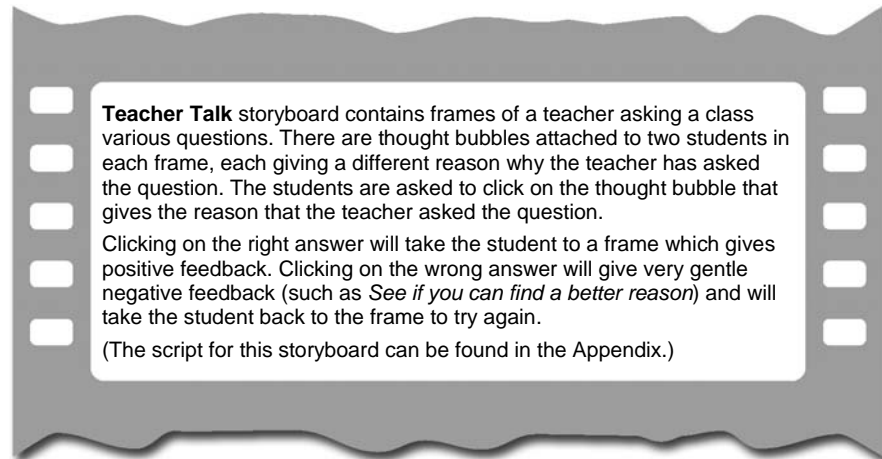 Teacher Talk storyboard contains frames of a teacher asking a class
various questions. There are thought bubbles attached to two students in
each frame, each giving a different reason why the teacher has asked
the question. The students are asked to click on the thought bubble that
gives the reason that the teacher asked the question.
Clicking on the right answer will take the student to a frame which gives
positive feedback. Clicking on the wrong answer will give very gentle
negative feedback (such as See if you can find a better reason) and will
take the student back to the frame to try again.
(The script for this storyboard can be found in the Appendix.)